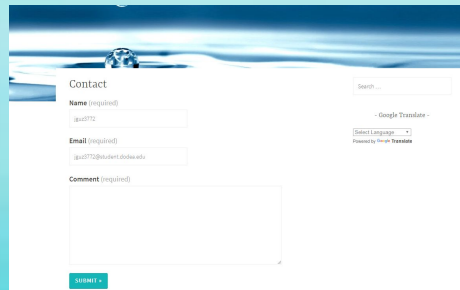 Contact
Search ...
Name (required)
jguz3772
- Google Translate -
Select Language
Powered by Google Translate
Email (required)
jguz3772@student.dodea.edu
Comment (required)
SUBMIT »